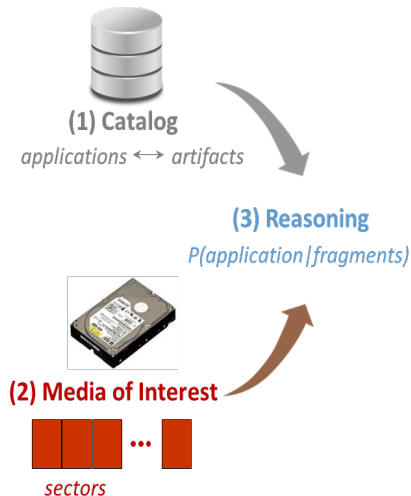 (1) Catalog
applications ↔ artifacts
(3) Reasoning
P(application|fragments)
(2) Media of Interest
...
sectors